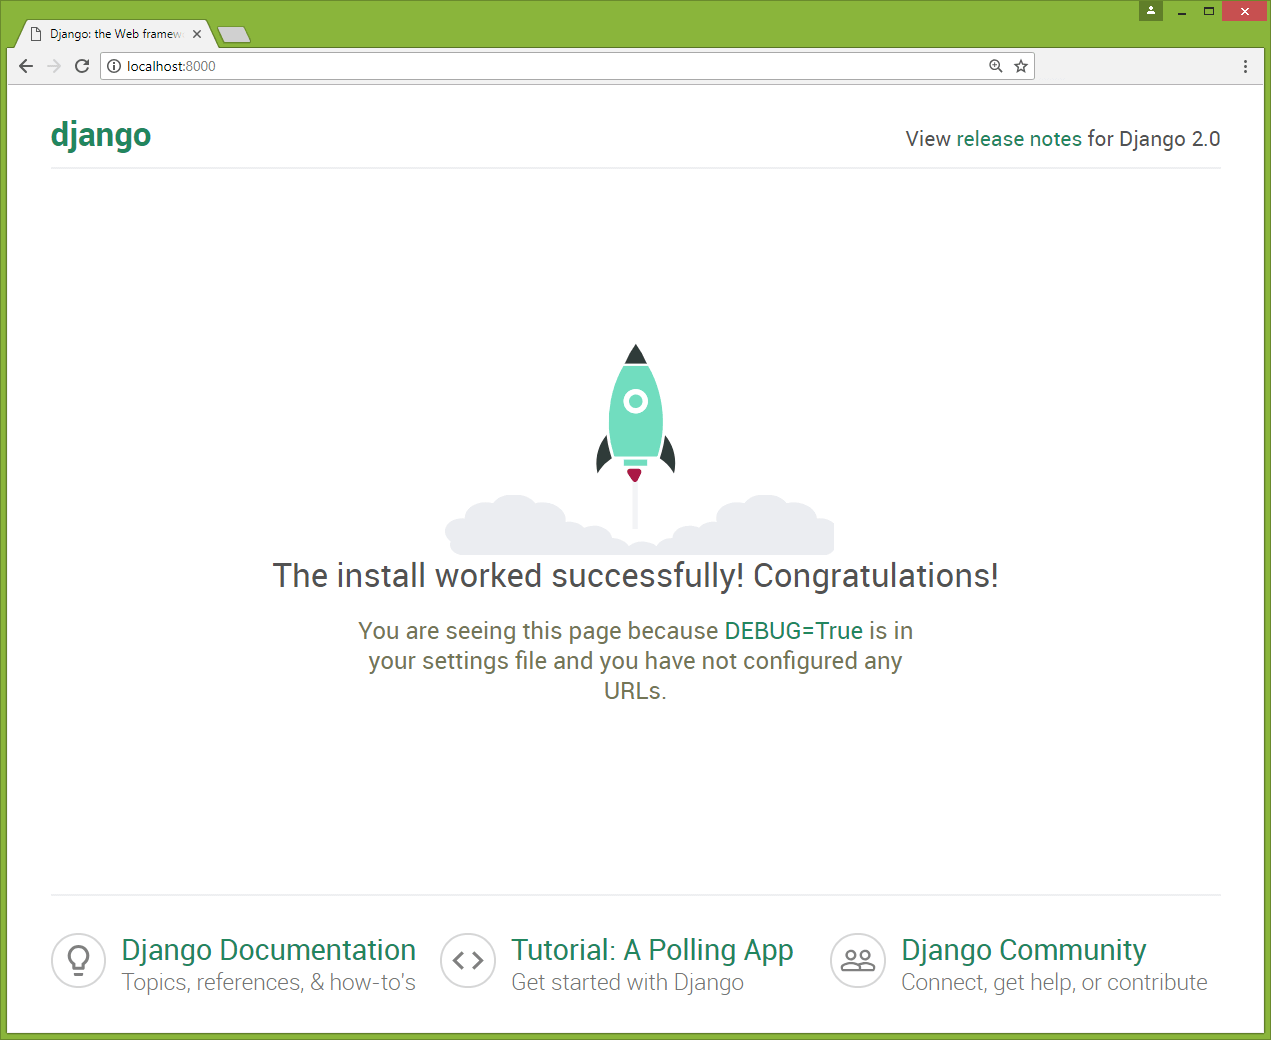 Django: the Web framew
localhost:8000
django
View release notes for Django 2.0
The install worked successfully! Congratulations!
You are seeing this page because DEBUG=True is in
your settings file and you have not configured any
URLs.
Django Documentation
Topics, references, & how-to's
Tutorial: A Polling App
Get started with Django
Django Community
Connect, get help, or contribute